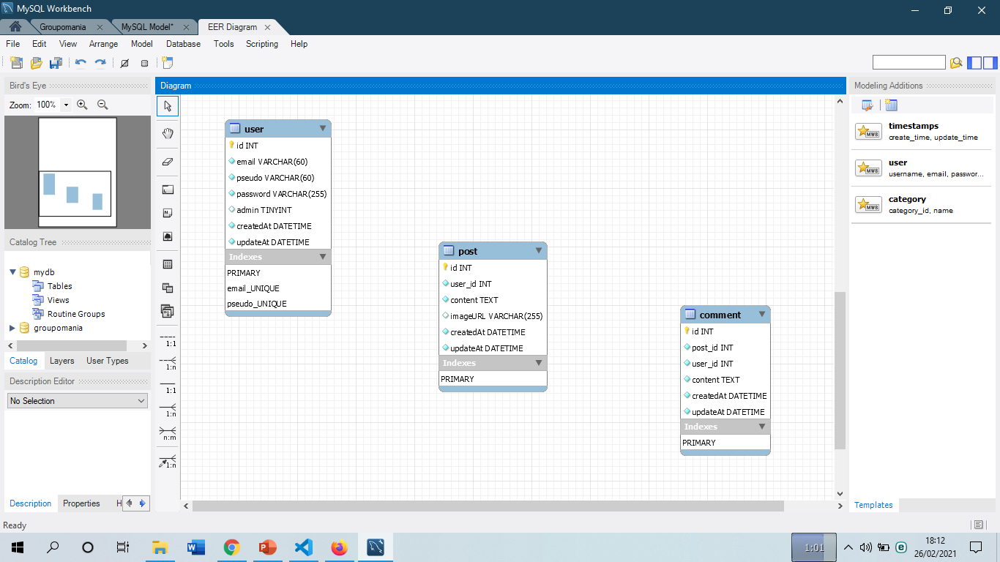 MySQL Workbench
Groupomania
MySQL Model*
EER Diagram
File Edit View Arrange Model Database Tools Scripting Help
Bird's Eye
Zoom: 100%
Catalog Tree
mydb
Tables
Views
Routine Groups
groupomania
Catalog Layers User Types
Description Editor
No Selection
Description Properties H
Diagram
1:1
1:n
1:1
1:n
n:m
1:n
user
id INT
email VARCHAR(60)
pseudo VARCHAR(60)
password VARCHAR(255)
admin TINYINT
createdAt DATETIME
updateAt DATETIME
Indexes
PRIMARY
email_UNIQUE
pseudo_UNIQUE
post
id INT
user_id INT
content TEXT
imageURL VARCHAR(255)
createdAt DATETIME
updateAt DATETIME
Indexes
PRIMARY
comment
id INT
post_id INT
user_id INT
content TEXT
createdAt DATETIME
updateAt DATETIME
Indexes
PRIMARY
Modeling Additions
timestamps
create_time, update_time
user
username, email, passwor...
category
category_id, name
Templates
Ready
1:01
18:12
26/02/2021